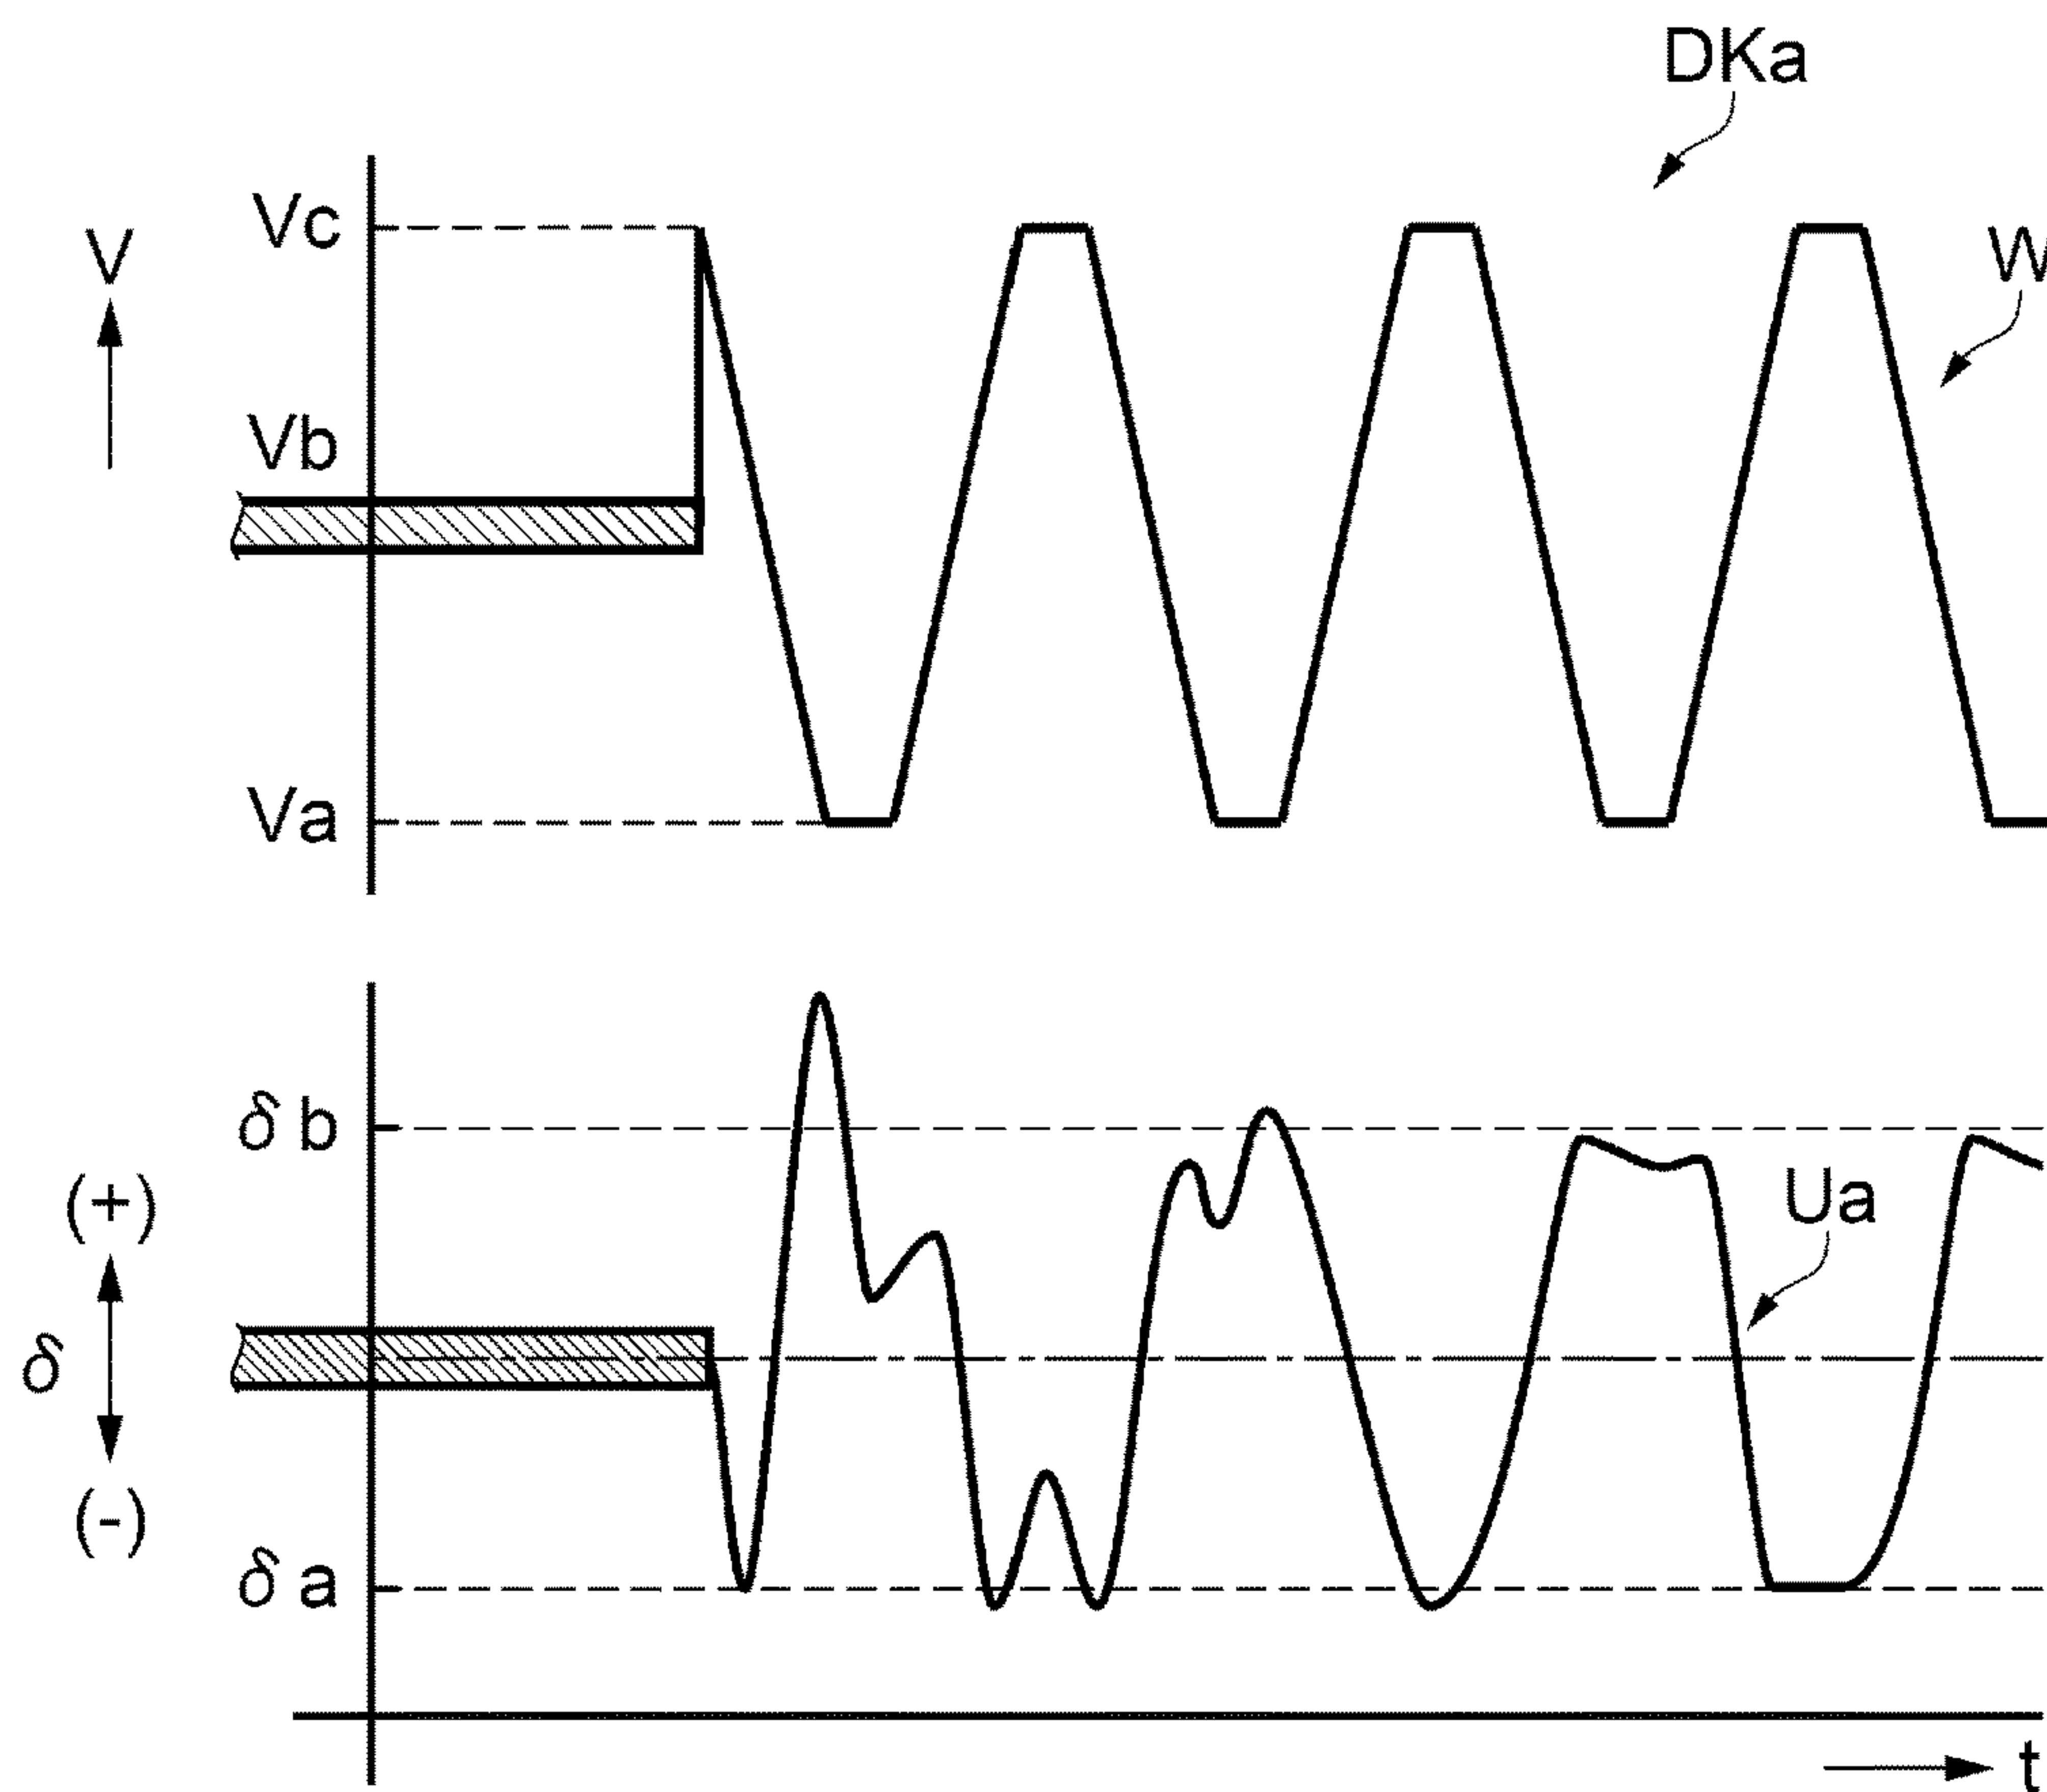 DKa
Vc
V
W
Vb
Va
δ b
(+)
Ua
δ
(-)
δ a
t